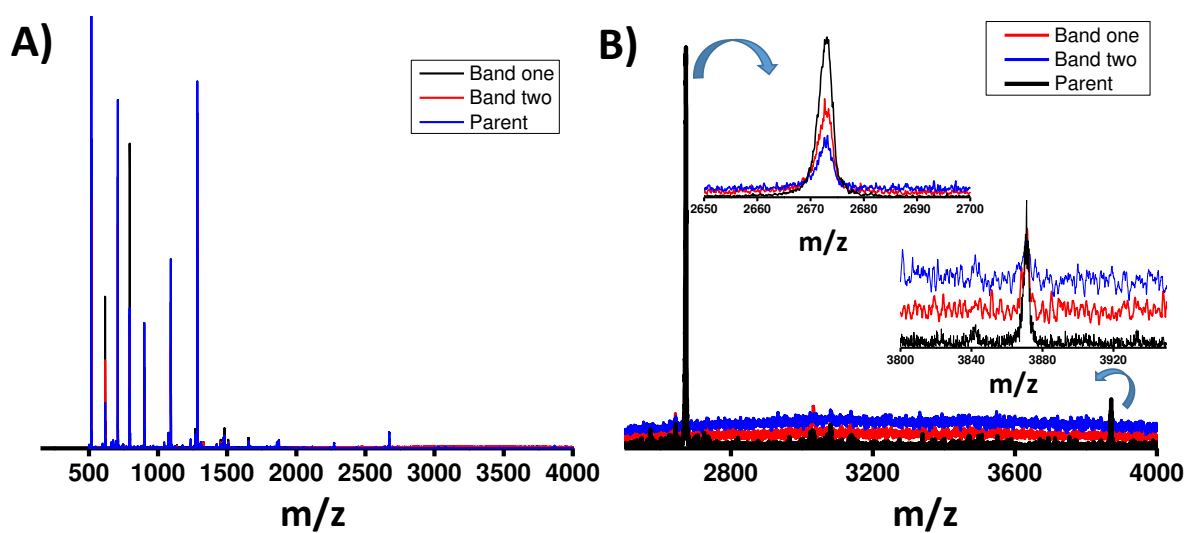 A)
Band one
Band two
Parent
500 1000 1500 2000 2500 3000 3500 4000
m/z
B)
Band one
Band two
Parent
2650 2660 2670 2680 2690 2700
m/z
3800 3840 3880 3920
m/z
2800 3200 3600 4000
m/z